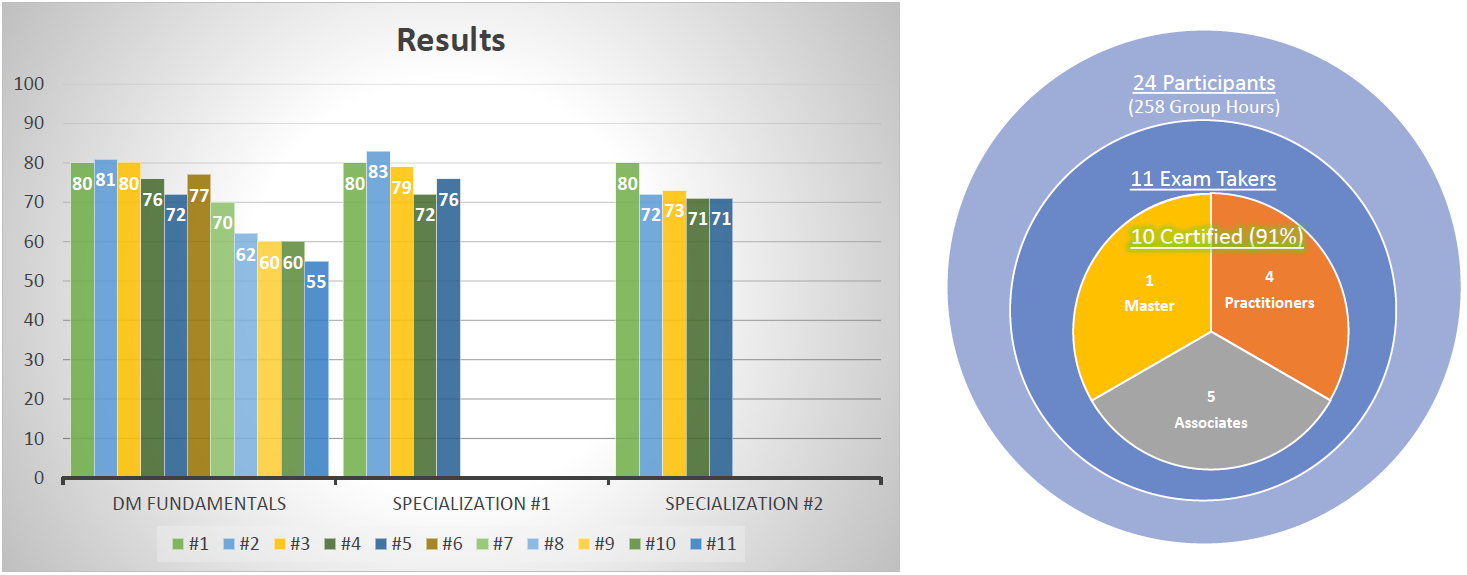 Results
100
90
80
70
60
50
40
30
20
10
0
80 81 80 76 72 77 70 62 60 60 55
80 83 79 72 76
80 72 73 71 71
DM FUNDAMENTALS SPECIALIZATION #1 SPECIALIZATION #2
#1 #2 #3 #4 #5 #6 #7 #8 #9 #10 #11
24 Participants
(258 Group Hours)
11 Exam Takers
10 Certified (91%)
1
Master
4
Practitioners
5
Associates